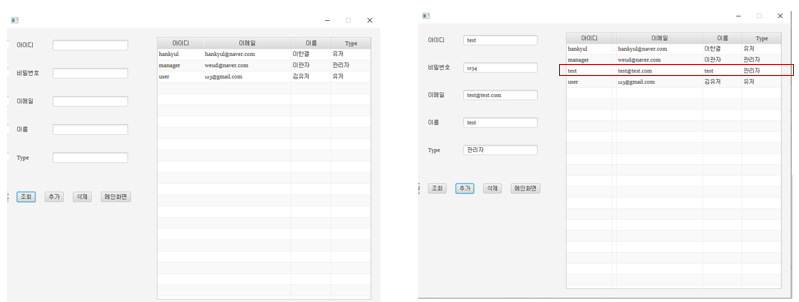 아이디 이메일 이름 Type
아이디 hankyul hankyul@naver.com 이한결 유저
manager weud@naver.com 이관자 관리자
비밀번호 user 123@gmail.com 김유저 유저
이메일
이름
Type
조회 추가 삭제 메인화면
아이디 이메일 이름 Type
아이디 test hankyul hankyul@naver.com 이한결 유저
manager weud@naver.com 이관자 관리자
비밀번호 1234 test test@test.com test 관리자
user 123@gmail.com 김유저 유저
이메일 test@test.com
이름 test
Type 관리자
조회 추가 삭제 메인화면